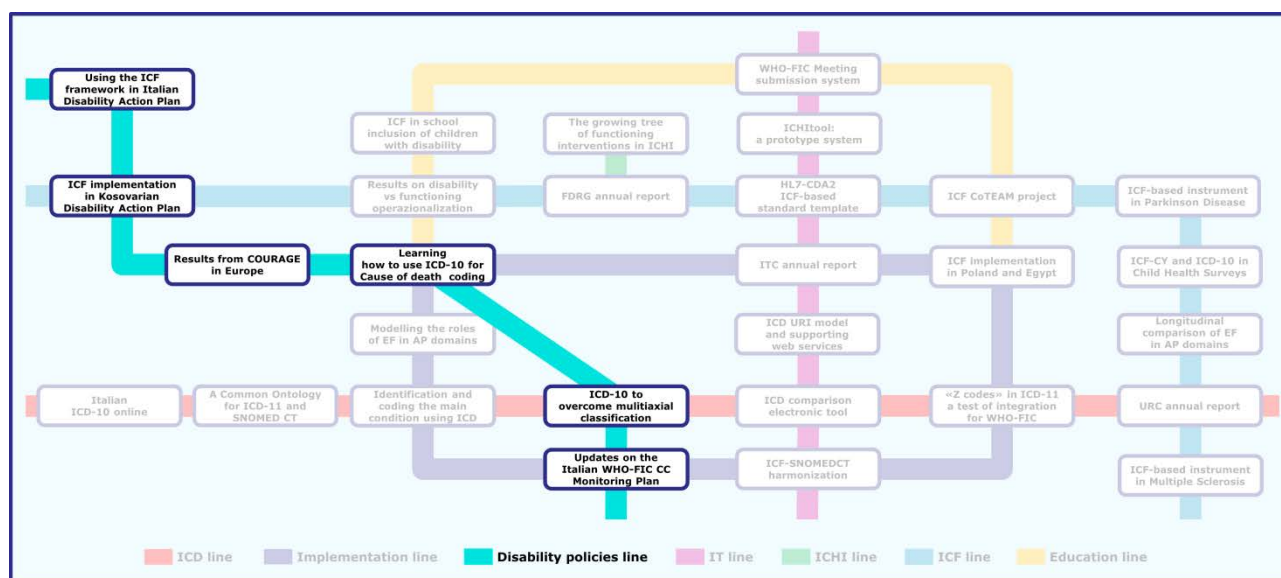 Using the ICF
framework in Italian
Disability Action Plan
WHO-FIC Meeting
submission system
ICF in school
inclusion of children
with disability
The growing tree
of functioning
interventions in ICHI
ICHItool:
a prototype system
ICF implementation
in Kosovarian
Disability Action Plan
Results on disability
vs functioning
operazionalization
FDRG annual report
HL7-CDA2
ICF-based
standard template
ICF CoTEAM project
ICF-based instrument
in Parkinson Disease
Results from COURAGE
in Europe
Learning
how to use ICD-10 for
Cause of death coding
ITC annual report
ICF implementation
in Poland and Egypt
ICF-CY and ICD-10 in
Child Health Surveys
Modelling the roles
of EF in AP domains
ICD URI model
and supporting
web services
Longitudinal
comparison of EF
in AP domains
Italian
ICD-10 online
A Common Ontology
for ICD-11 and
SNOMED CT
Identification and
coding the main
condition using ICD
ICD-10 to
overcome mulitiaxial
classification
ICD comparison
electronic tool
«Z codes» in ICD-11
a test of integration
for WHO-FIC
URC annual report
Updates on the
Italian WHO-FIC CC
Monitoring Plan
ICF-SNOMEDCT
harmonization
ICF-based instrument
in Multiple Sclerosis
ICD line
Implementation line
Disability policies line
IT line
ICHI line
ICF line
Education line